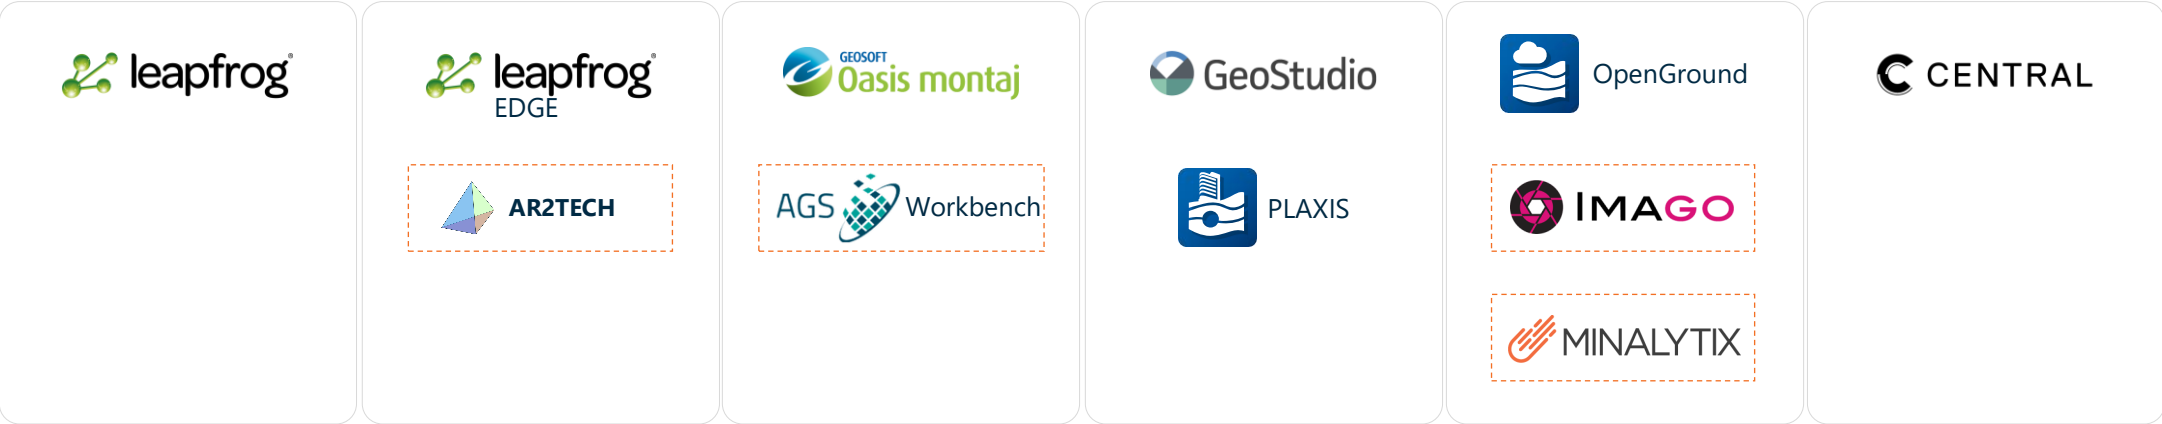 leapfrog®
leapfrog®
EDGE
AR2TECH
GEOSOFT
Oasis montaj
AGS Workbench
GeoStudio
PLAXIS
OpenGround
IMAGO
MINALYTIX
CENTRAL